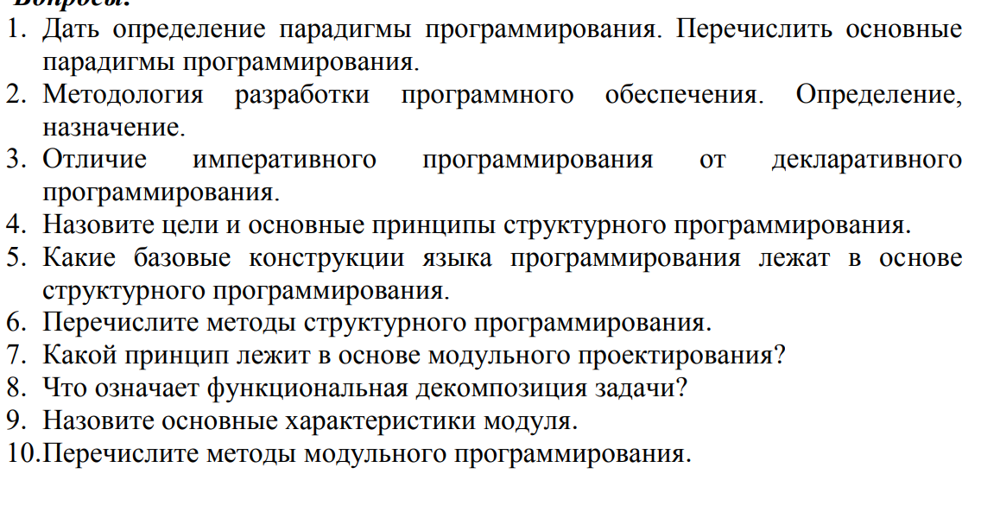 Вопросы:
1. Дать определение парадигмы программирования. Перечислить основные
парадигмы программирования.
2. Методология разработки программного обеспечения. Определение,
назначение.
3. Отличие императивного программирования от декларативного
программирования.
4. Назовите цели и основные принципы структурного программирования.
5. Какие базовые конструкции языка программирования лежат в основе
структурного программирования.
6. Перечислите методы структурного программирования.
7. Какой принцип лежит в основе модульного проектирования?
8. Что означает функциональная декомпозиция задачи?
9. Назовите основные характеристики модуля.
10.Перечислите методы модульного программирования.